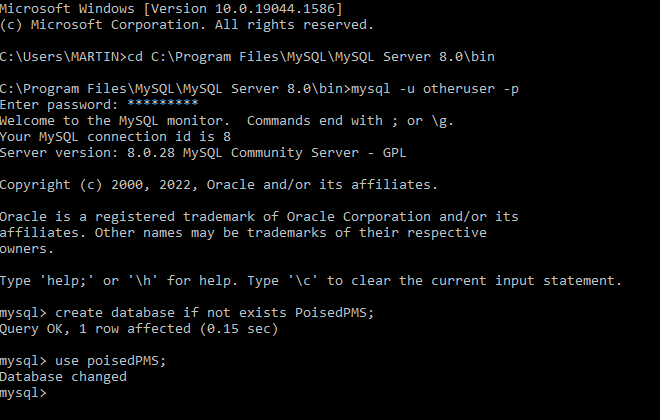 Microsoft Windows [Version 10.0.19044.1586]
(c) Microsoft Corporation. All rights reserved.
C:\Users\MARTIN>cd C:\Program Files\MySQL\MySQL Server 8.0\bin
C:\Program Files\MySQL\MySQL Server 8.0\bin>mysql -u otheruser -p
Enter password: *********
Welcome to the MySQL monitor.  Commands end with ; or \g.
Your MySQL connection id is 8
Server version: 8.0.28 MySQL Community Server - GPL
Copyright (c) 2000, 2022, Oracle and/or its affiliates.
Oracle is a registered trademark of Oracle Corporation and/or its
affiliates. Other names may be trademarks of their respective
owners.
Type 'help;' or '\h' for help. Type '\c' to clear the current input statement.
mysql> create database if not exists PoisedPMS;
Query OK, 1 row affected (0.15 sec)
mysql> use poisedPMS;
Database changed
mysql>